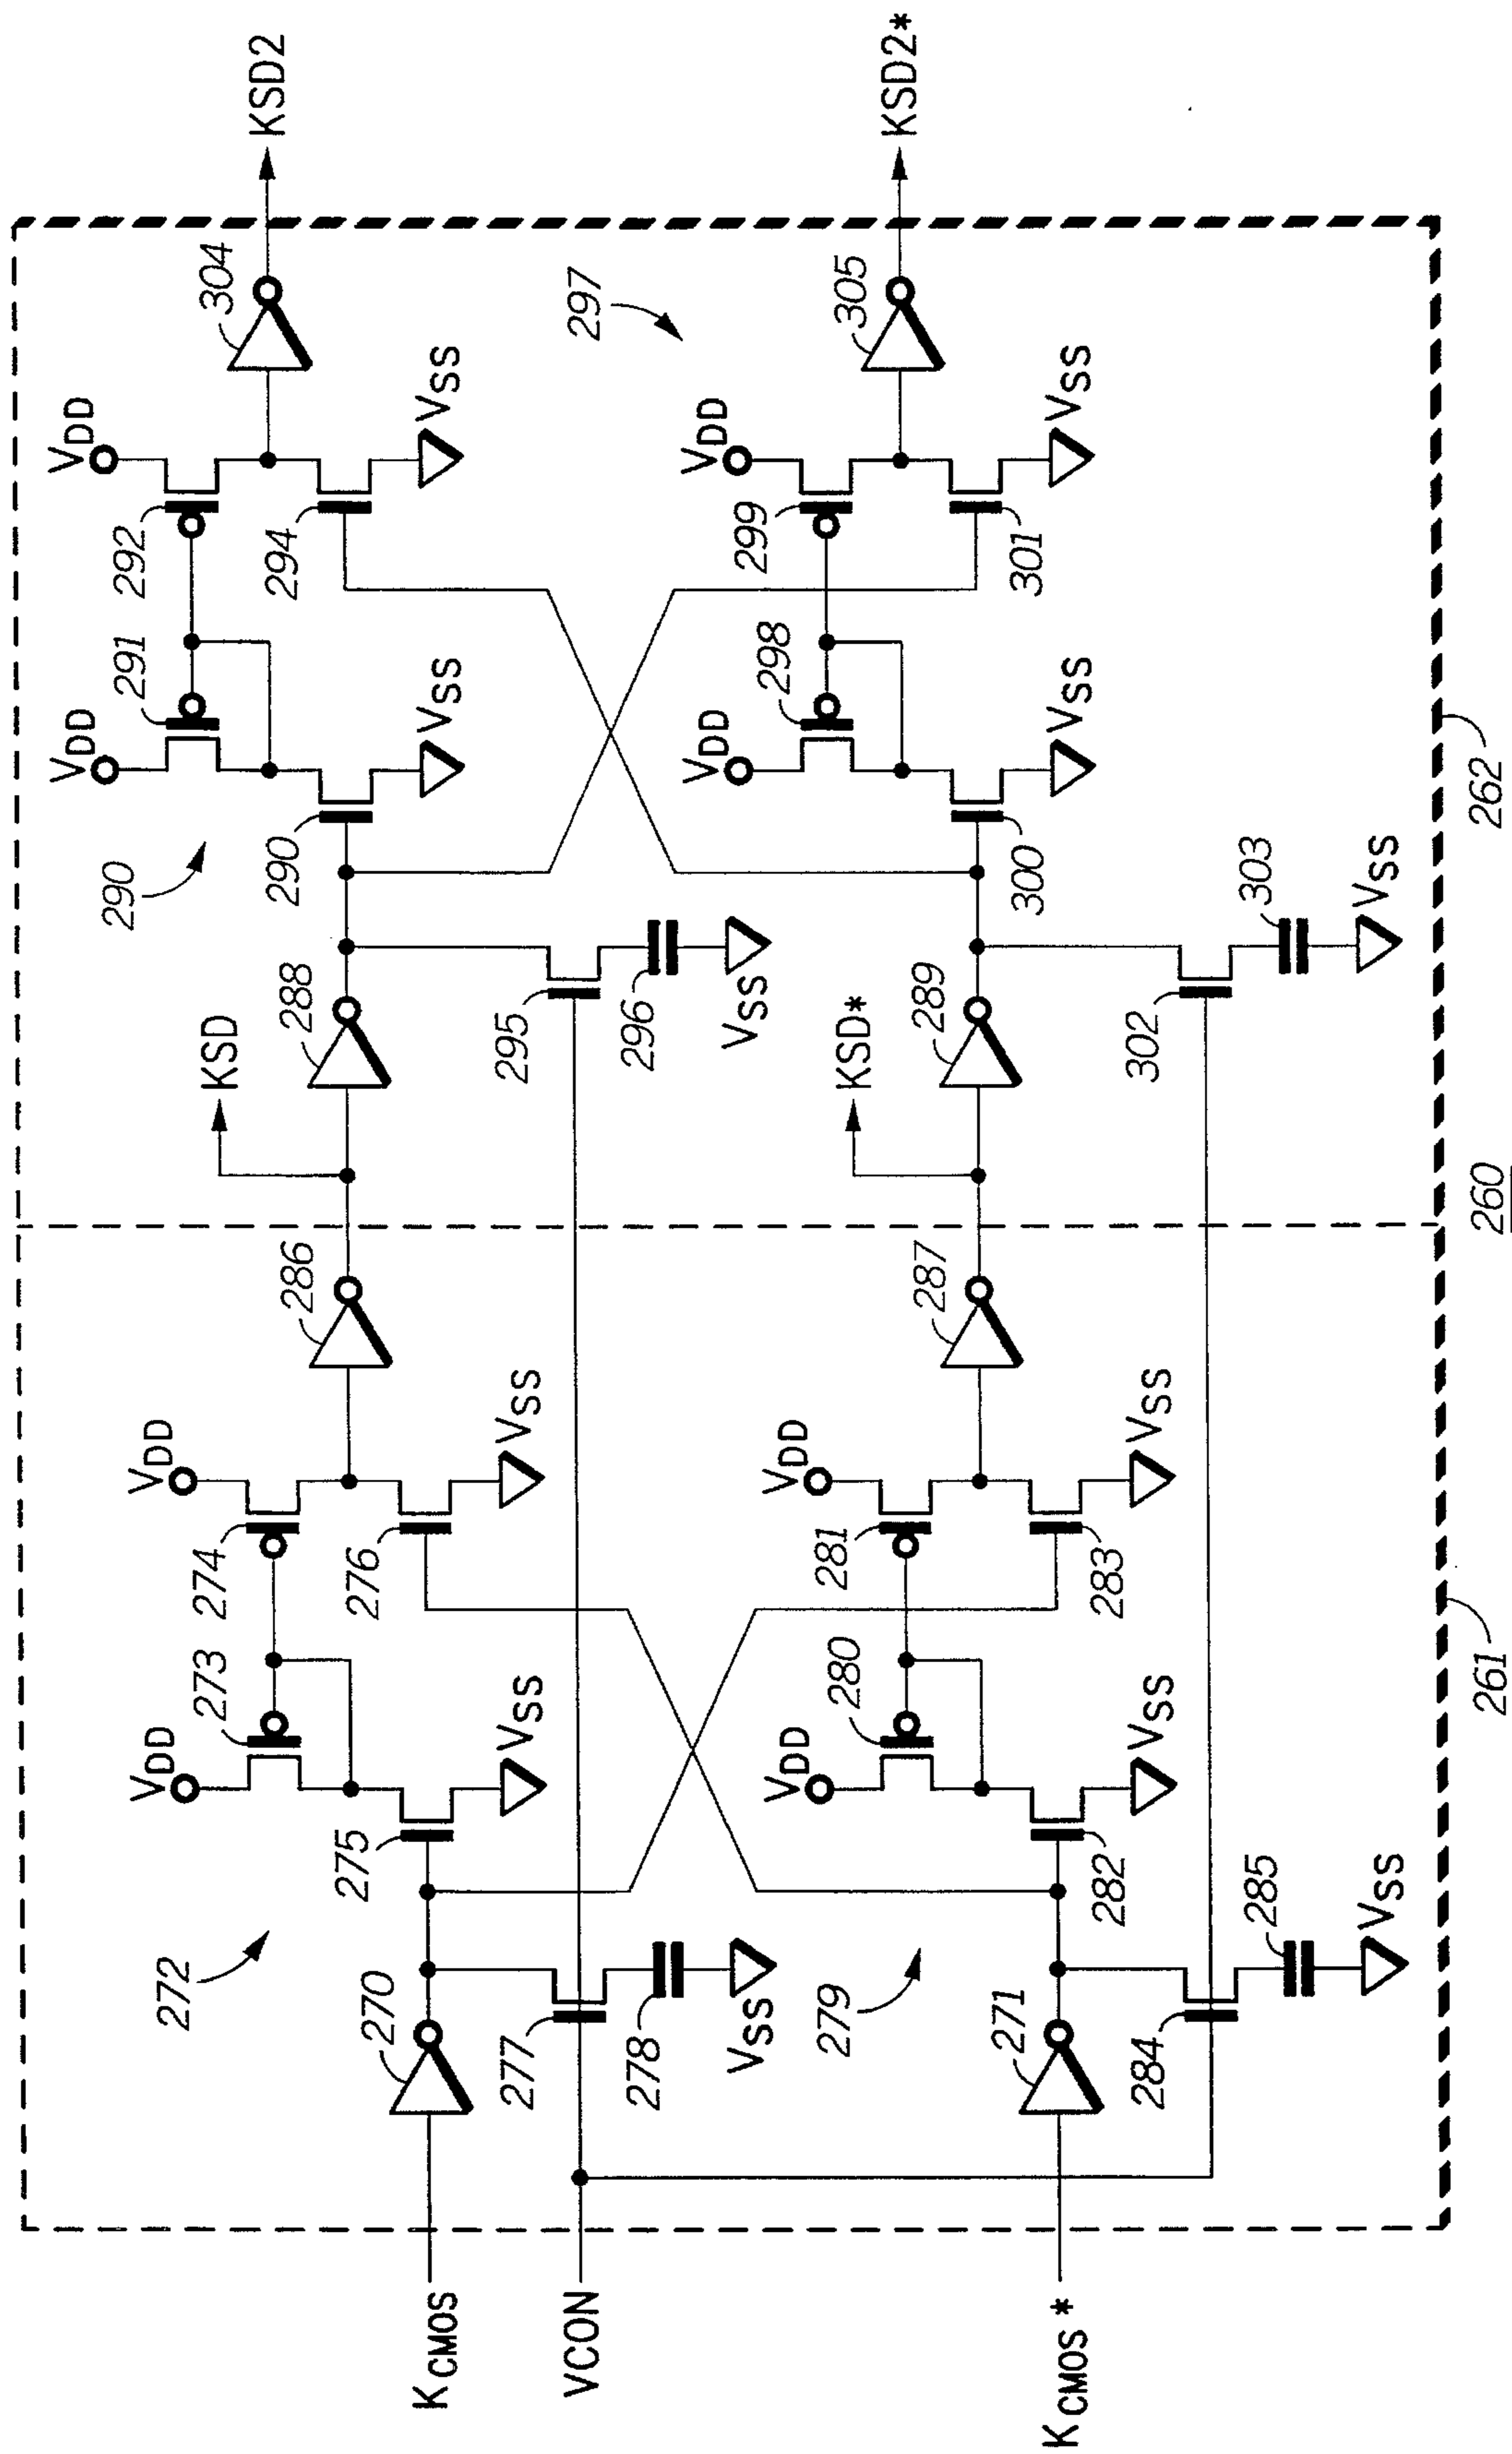 KSD2
KSD2*
304
297
305
VDD
VSS
VDD
VSS
292
294
299
301
291
298
VDD
VSS
VDD
VSS
290
290
300
303
VSS
262
288
295
296
VSS
289
302
KSD
KSD*
260
286
287
VDD
VSS
VDD
VSS
274
276
281
283
273
280
261
VDD
VSS
VDD
VSS
275
282
285
VSS
272
270
277
278
VSS
279
271
284
KCMOS
VCON
KCMOS*